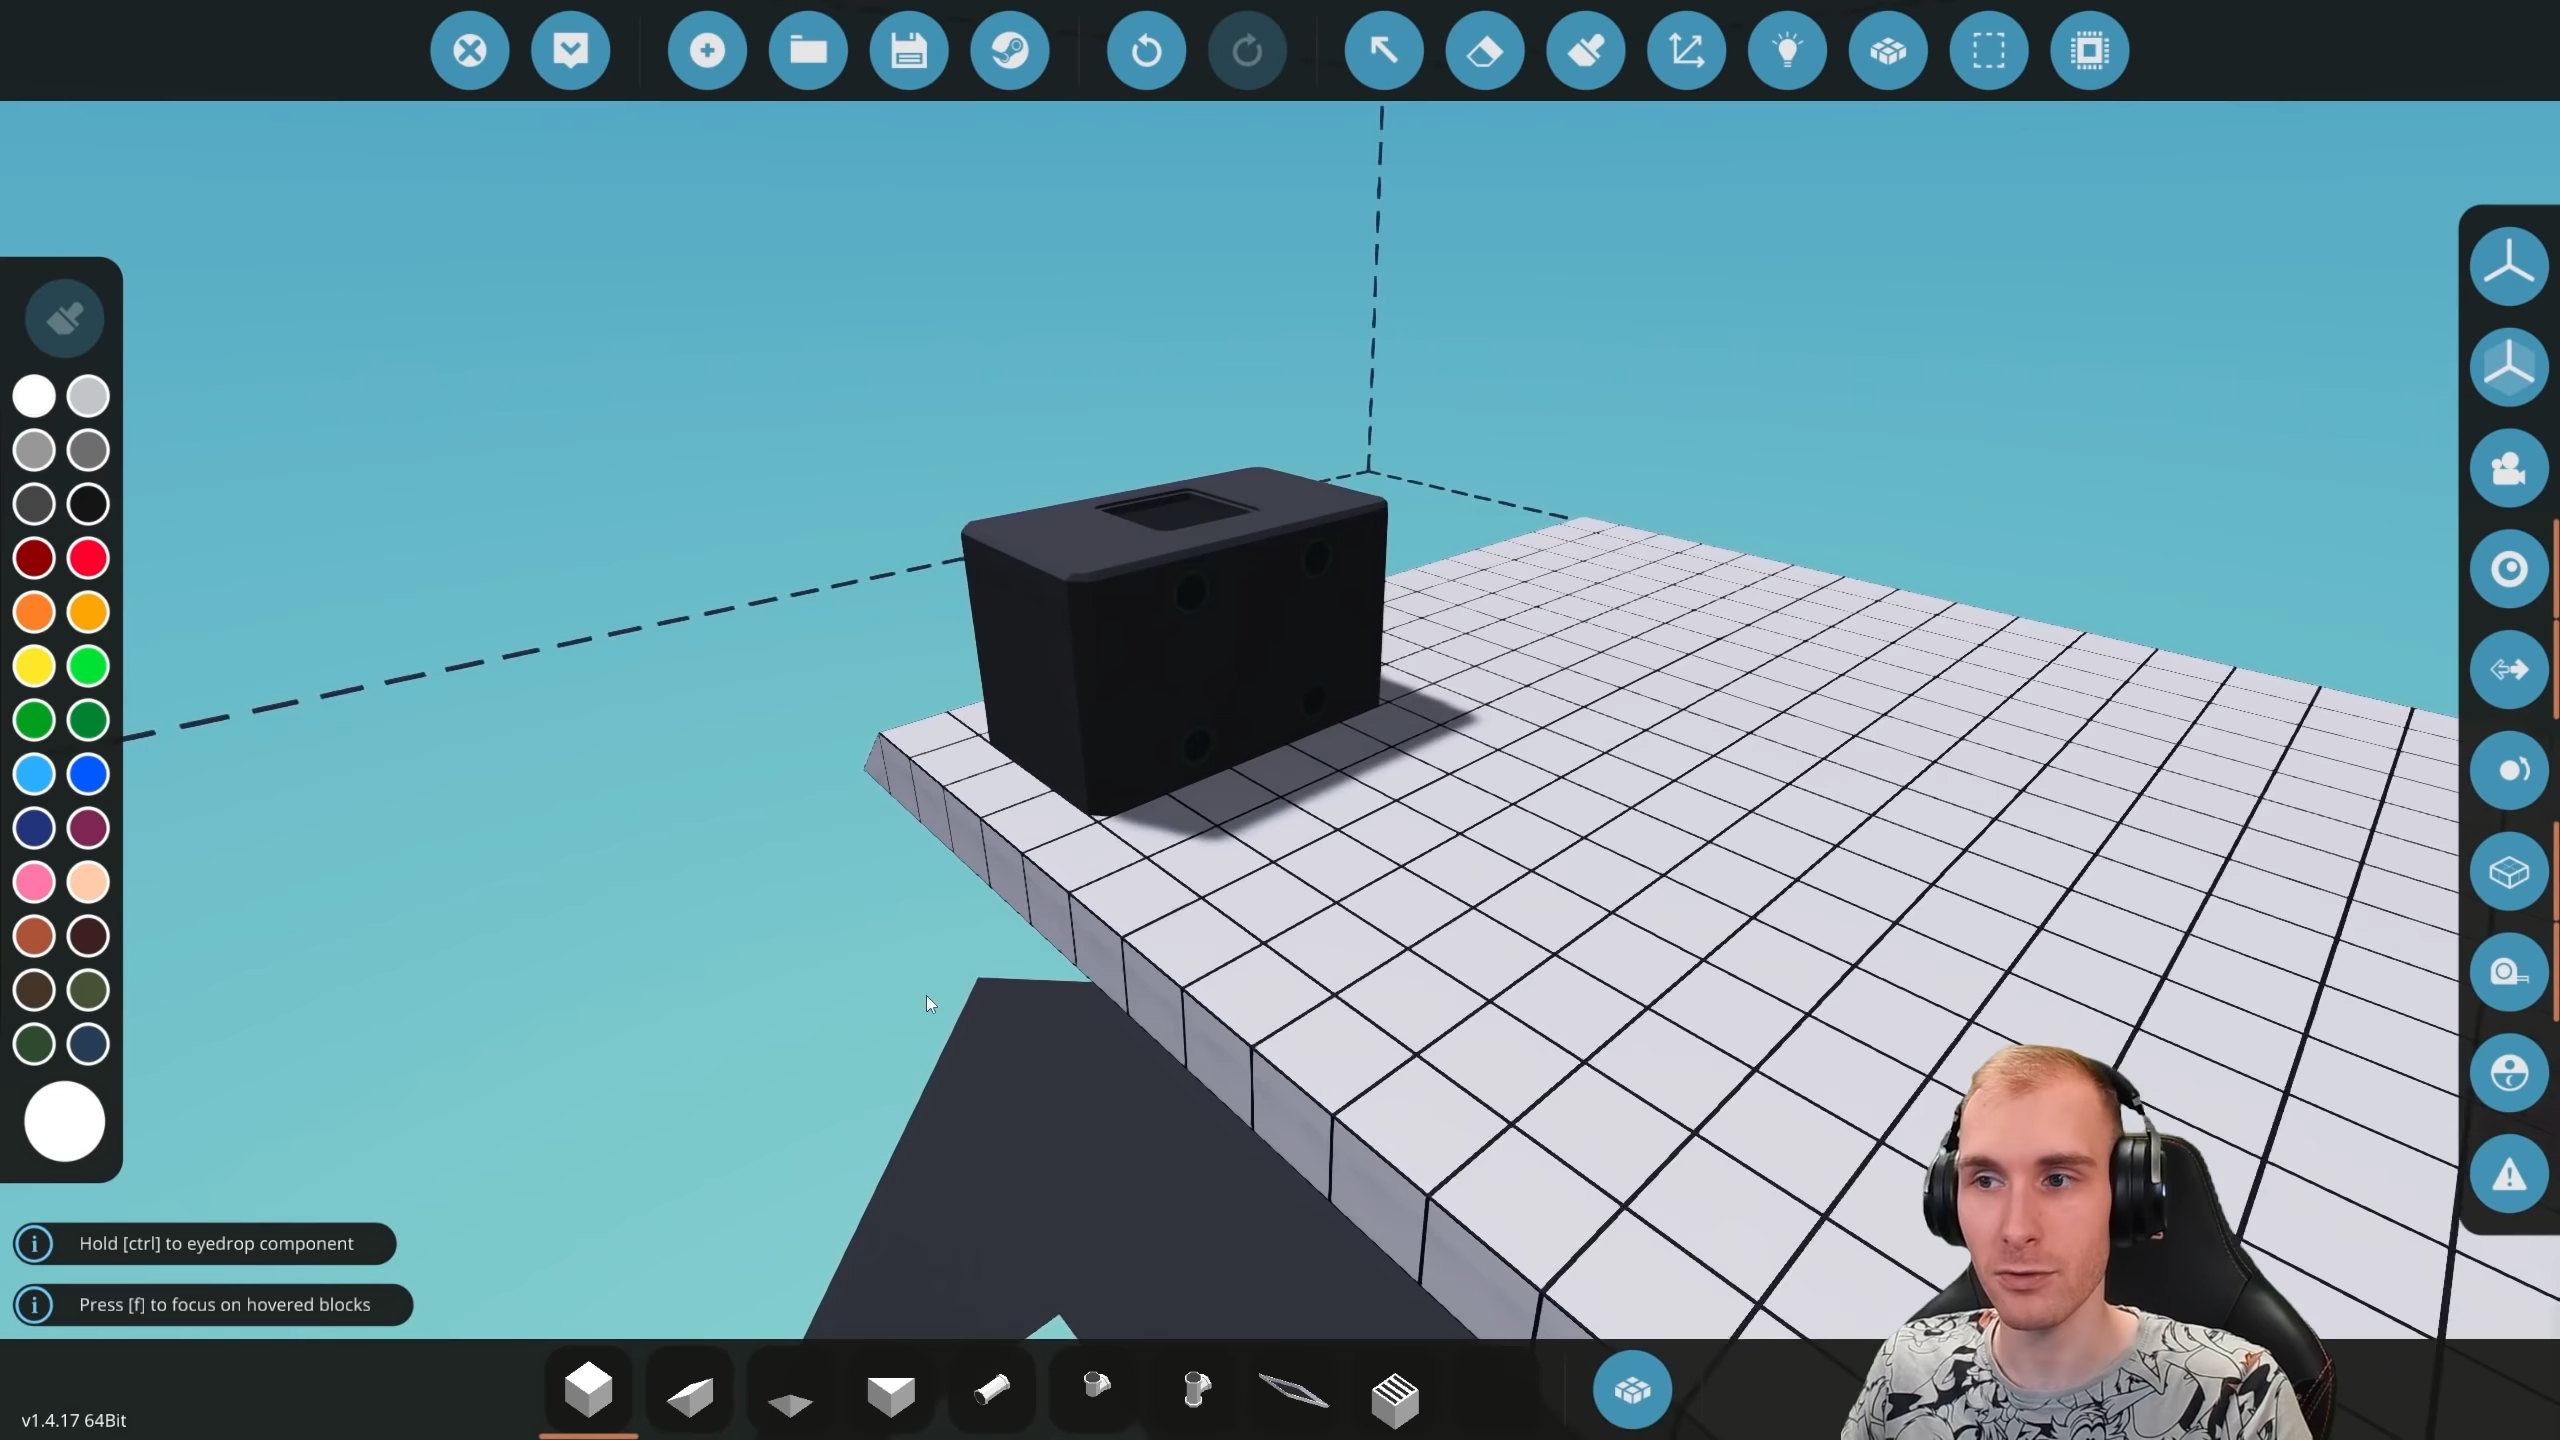 Hold [ctrl] to eyedrop component
Press [f] to focus on hovered blocks
v1.4.17 64Bit